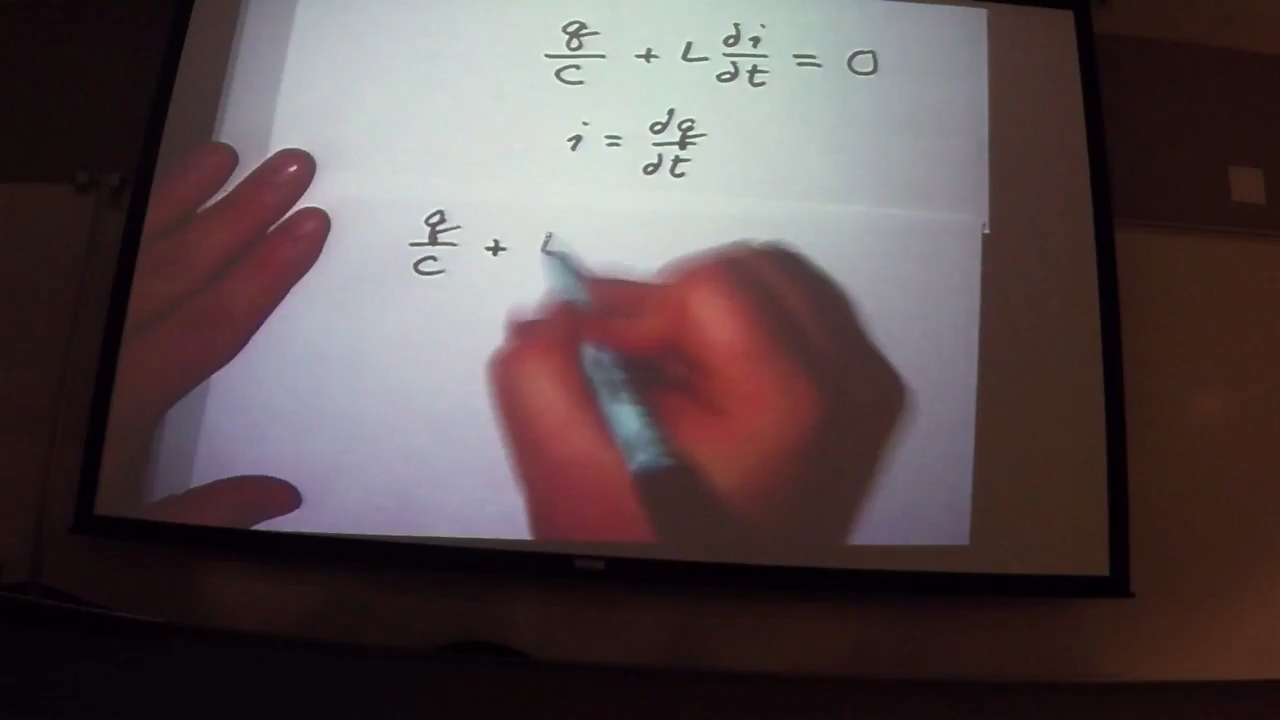 q/c + L di/dt = 0
i = dq/dt
q/c + L